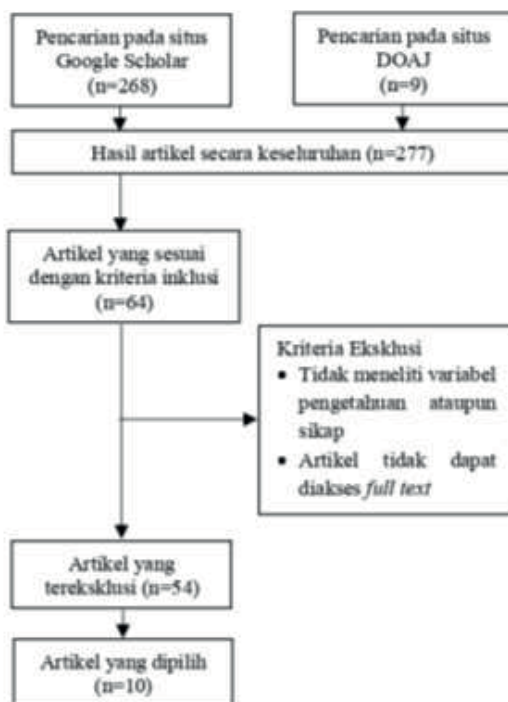 Pencarian pada situs
Google Scholar
(n=268)
Pencarian pada situs
DOAJ
(n=9)
Hasil artikel secara keseluruhan (n=277)
Artikel yang sesuai
dengan kriteria inklusi
(n=64)
Kriteria Eksklusi
• Tidak meneliti variabel
pengetahuan ataupun
sikap
• Artikel tidak dapat
diakses full text
Artikel yang
tereksklusi (n=54)
Artikel yang dipilih
(n=10)